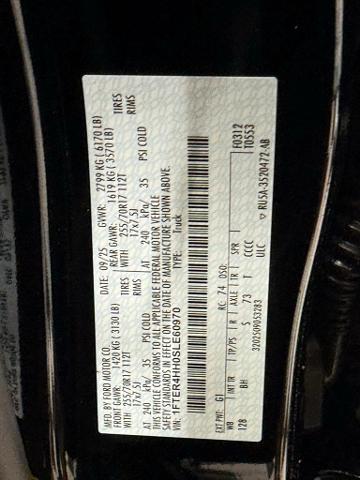 MFD. BY FORD MOTOR CO.
DATE: 09/25 GVWR: 2799 KG (6170 LB)
FRONT GAWR: 1420 KG (3130 LB) REAR GAWR: 1619 KG (3570 LB)
WITH 255/70R17 112T TIRES WITH 255/70R17 112T TIRES
17x7.5J RIMS 17x7.5J RIMS
AT 240 kPa/ 35 PSI COLD AT 240 kPa/ 35 PSI COLD
THIS VEHICLE CONFORMS TO ALL APPLICABLE FEDERAL MOTOR VEHICLE
SAFETY STANDARDS IN EFFECT ON THE DATE OF MANUFACTURE SHOWN ABOVE.
VIN: 1FTER4HH0SLE60970
TYPE: Truck
EXT PNT: G1 RC: 74 DSO: F0312
T0553
WB INT TR TP/PS R AXLE TR SPR
128 BH S 73 T CCCC
ULC
3202509053283
RU5A-3520472-AB